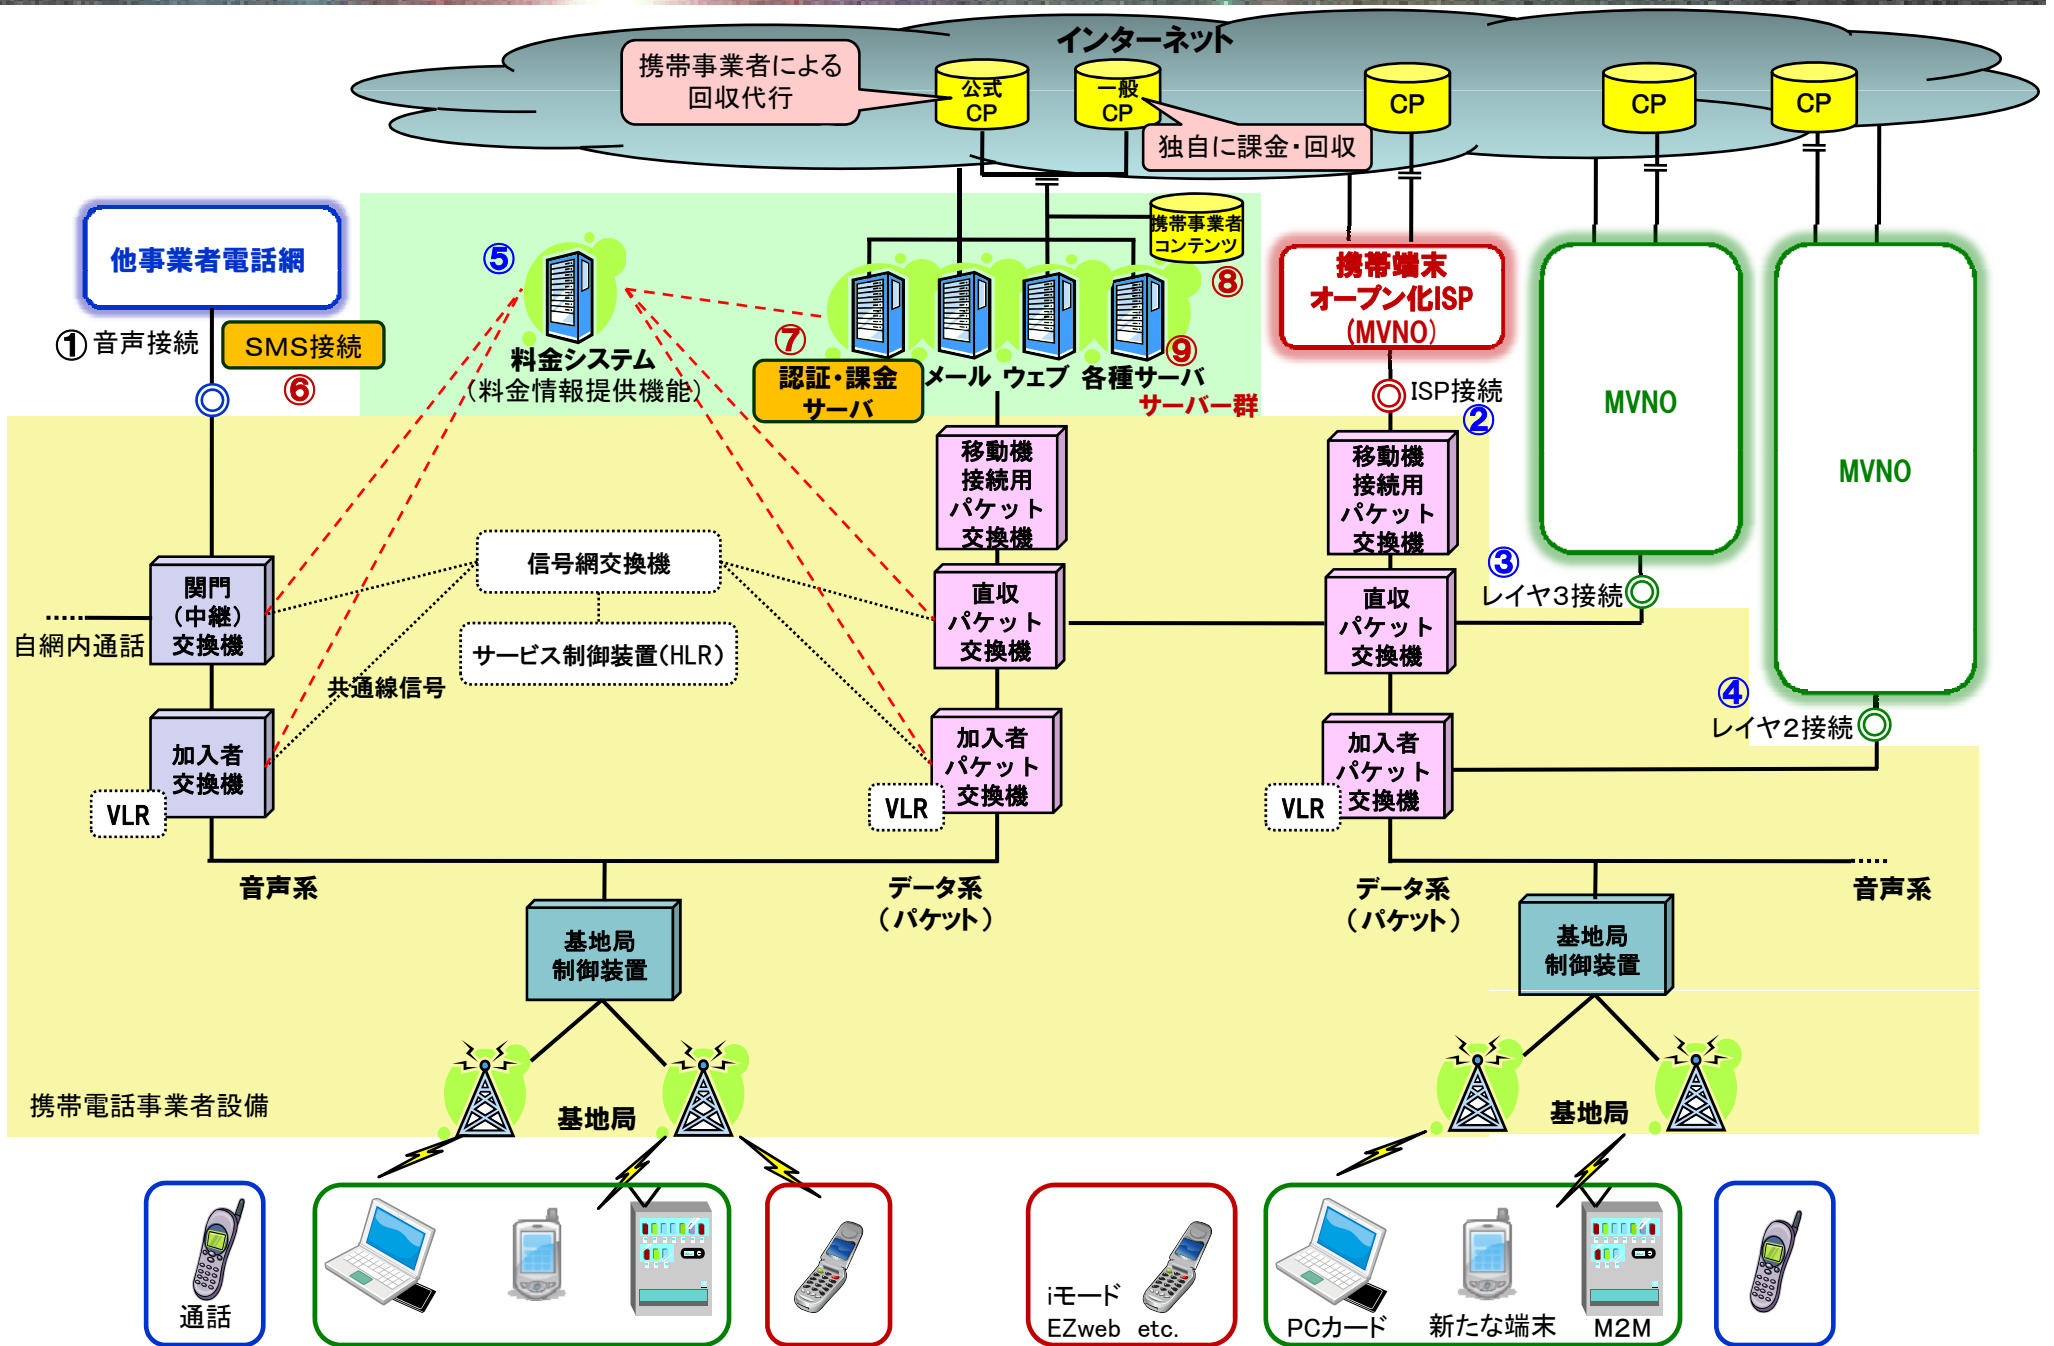 インターネット
携帯事業者による
回収代行
公式
CP
一般
CP
CP
CP
CP
独自に課金・回収
他事業者電話網
①音声接続
SMS接続
⑥
⑤
料金システム
(料金情報提供機能)
携帯事業者
コンテンツ
⑧
⑦
認証・課金
サーバ
メール
ウェブ
各種サーバ
⑨
サーバー群
携帯端末
オープン化ISP
(MVNO)
ISP接続
②
MVNO
MVNO
移動機
接続用
パケット
交換機
移動機
接続用
パケット
交換機
関門
(中継)
交換機
自網内通話
信号網交換機
サービス制御装置(HLR)
共通線信号
直収
パケット
交換機
直収
パケット
交換機
③
レイヤ3接続
④
レイヤ2接続
加入者
交換機
VLR
加入者
パケット
交換機
VLR
加入者
パケット
交換機
VLR
音声系
データ系
(パケット)
データ系
(パケット)
音声系
基地局
制御装置
基地局
制御装置
携帯電話事業者設備
基地局
基地局
通話
iモード
EZweb etc.
PCカード
新たな端末
M2M